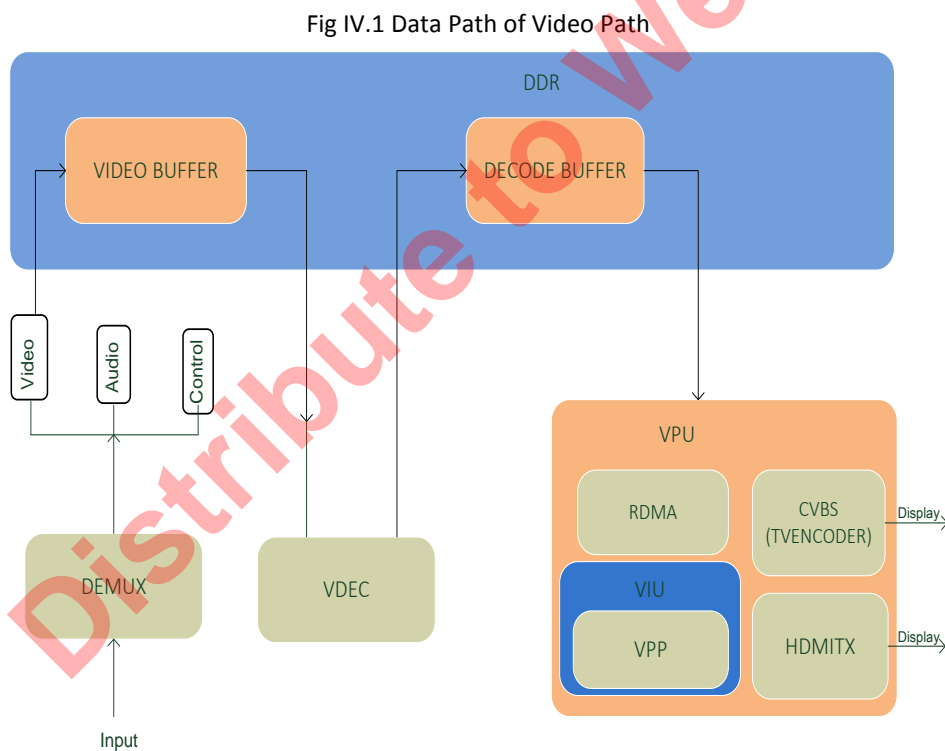 Fig IV.1 Data Path of Video Path
DDR
VIDEO BUFFER
DECODE BUFFER
Video
Audio
Control
VPU
RDMA
CVBS
(TVENCODER)
Display
DEMUX
VDEC
VIU
VPP
HDMITX
Display
Input
Distribute to We